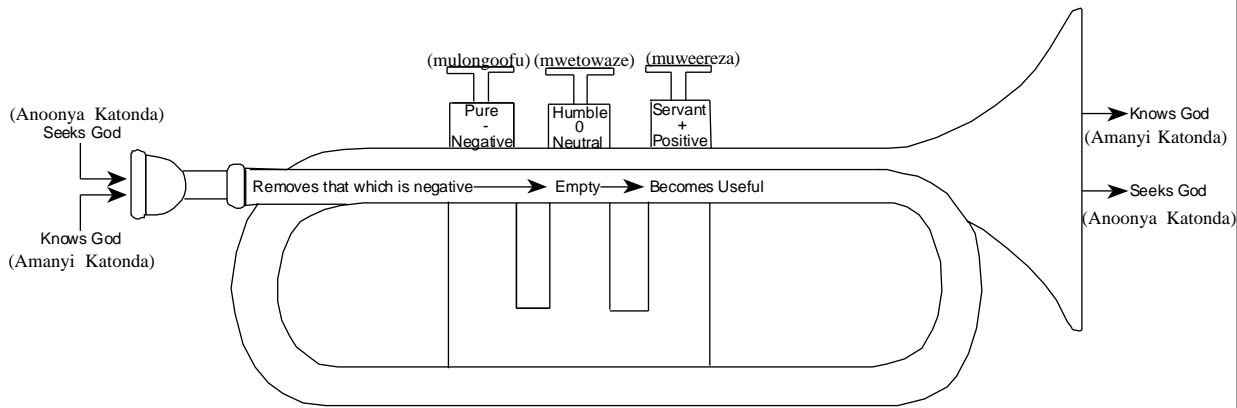 (mulongoofu) (mwetowaze) (muweereza)
Pure
-
Negative
Humble
0
Neutral
Servant
+
Positive
(Anoonya Katonda)
Seeks God
Knows God
(Amanyi Katonda)
Removes that which is negative Empty Becomes Useful
Knows God
(Amanyi Katonda)
Seeks God
(Anoonya Katonda)